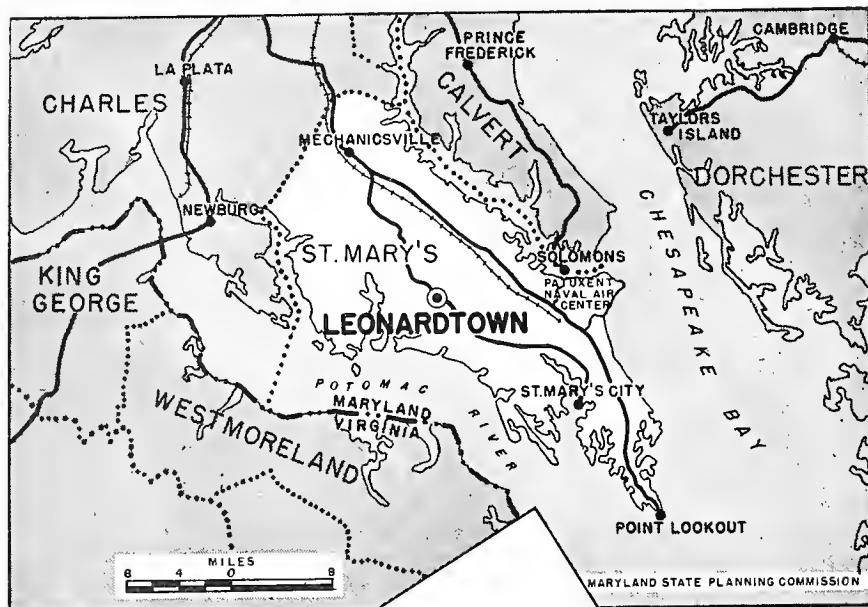 CAMBRIDGE
PRINCE
FREDERICK
LA PLATA
CHARLES
CALVERT
TAYLORS
ISLAND
MECHANICSVILLE
DORCHESTER
NEWBURG
ST. MARY'S
SOLOMONS
KING
GEORGE
PATUXENT
NAVAL AIR
CENTER
CHESAPEAKE BAY
LEONARDTOWN
POTOMAC RIVER
ST. MARY'S CITY
MARYLAND
VIRGINIA
WESTMORELAND
POINT LOOKOUT
MILES
8 4 0 8
MARYLAND STATE PLANNING COMMISSION